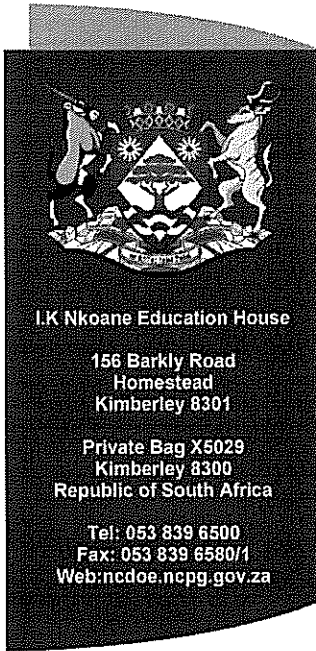 I.K Nkoane Education House
156 Barkly Road
Homestead
Kimberley 8301
Private Bag X5029
Kimberley 8300
Republic of South Africa
Tel: 053 839 6500
Fax: 053 839 6580/1
Web:ncdoe.ncpg.gov.za